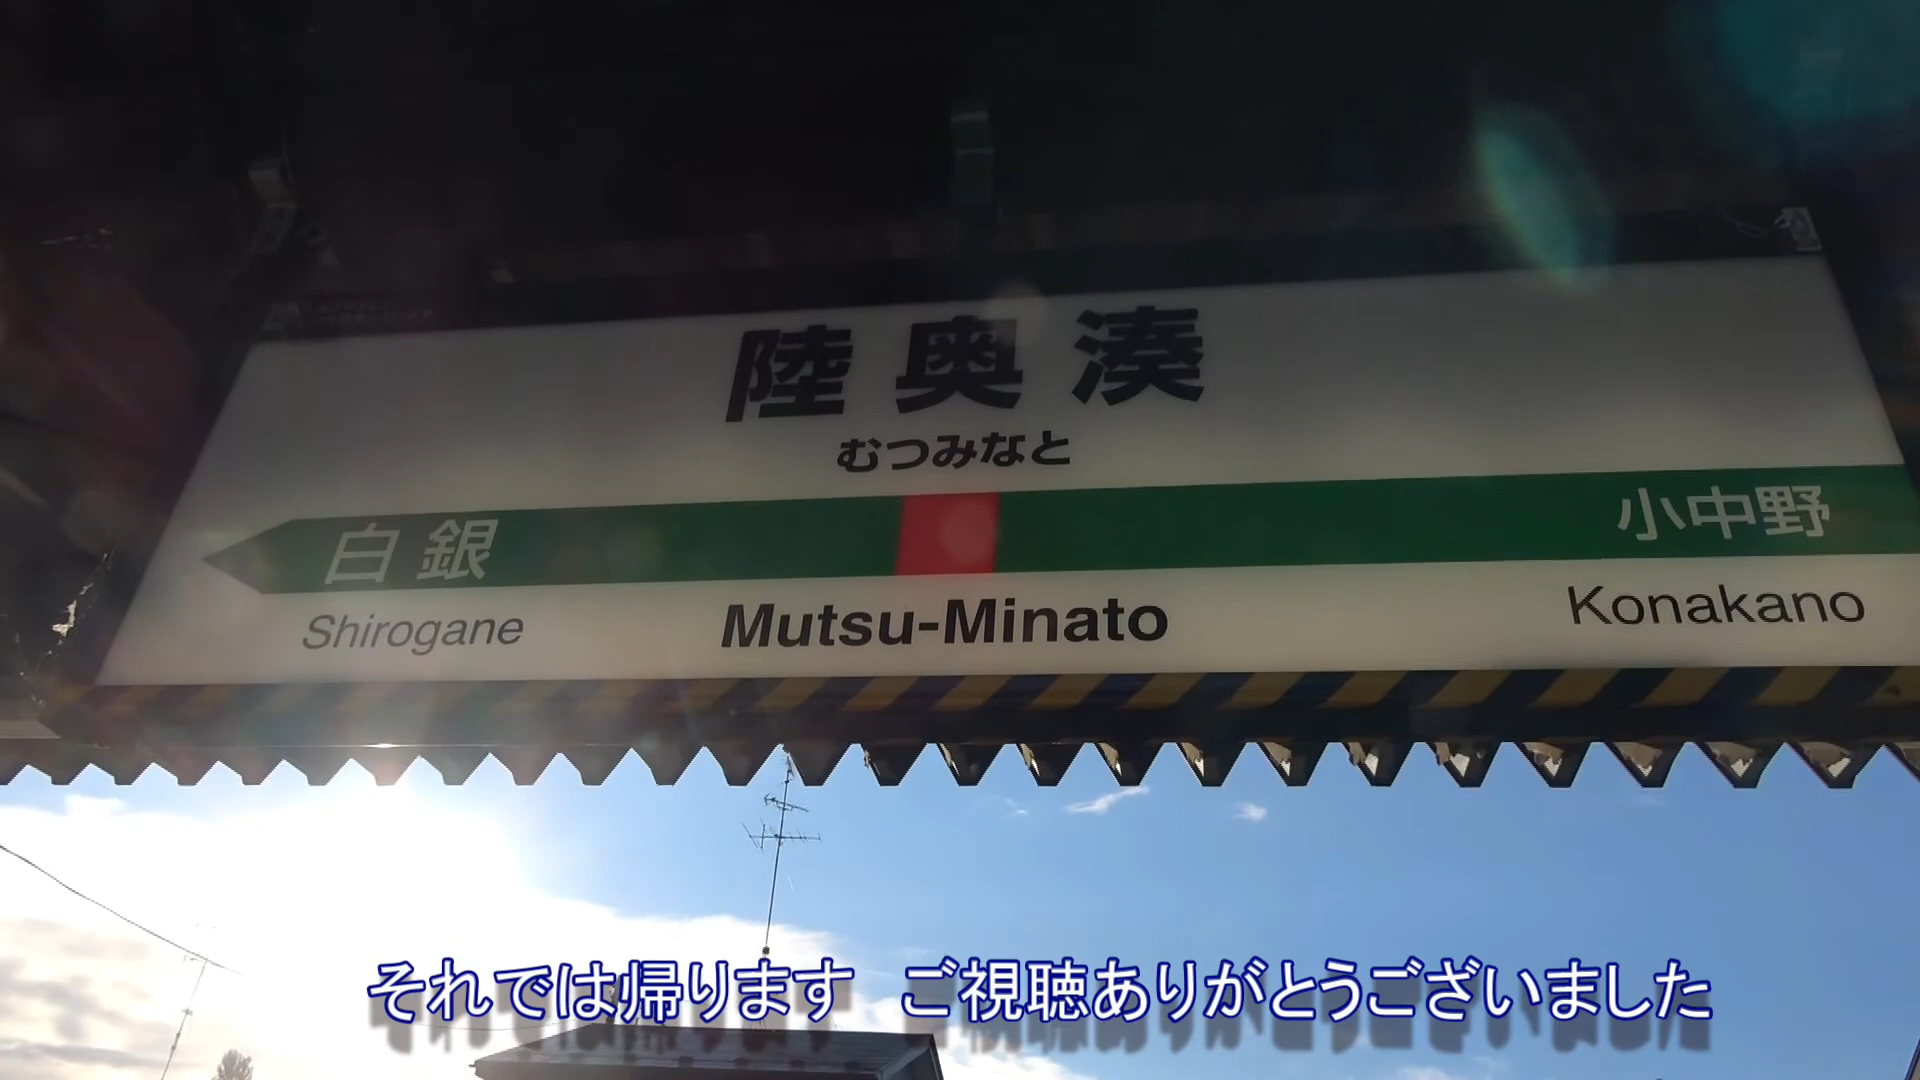 陸奥湊
むつみなと
白銀 小中野
Shirogane Mutsu-Minato Konakano
それでは帰ります ご視聴ありがとうございました